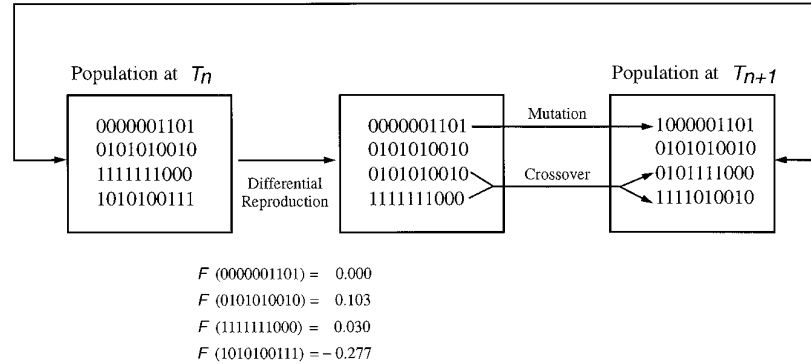 Population at Tn
Population at Tn+1
0000001101
0101010010
1111111000
1010100111
Differential
Reproduction
0000001101
0101010010
0101010010
1111111000
Mutation
Crossover
1000001101
0101010010
0101111000
1111010010
F (0000001101) = 0.000
F (0101010010) = 0.103
F (1111111000) = 0.030
F (1010100111) = - 0.277